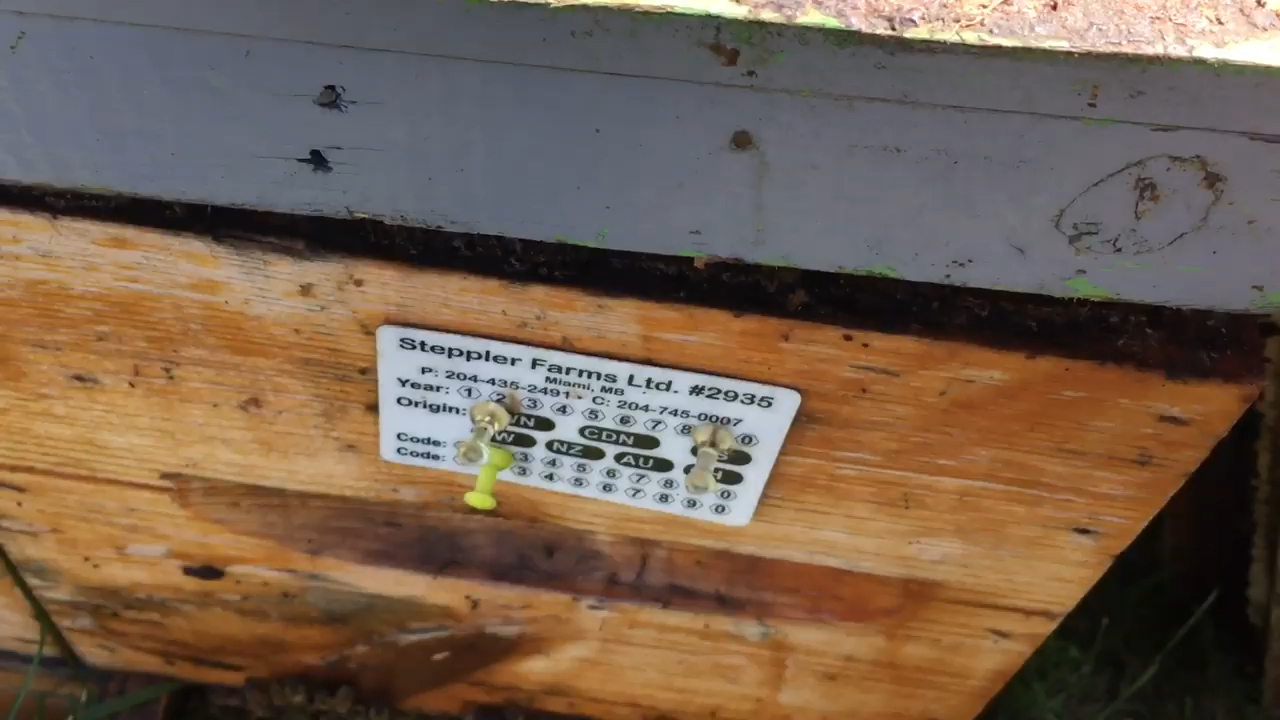 Steppler Farms Ltd. #2935
Miami, MB
P: 204-435-2491 C: 204-745-0007
Year: 1 2 3 4 5 6 7 8 0
Origin: CDN
NZ AU
Code: 3 4 5 6 7 8 0
Code: 3 4 5 6 7 8 9 0